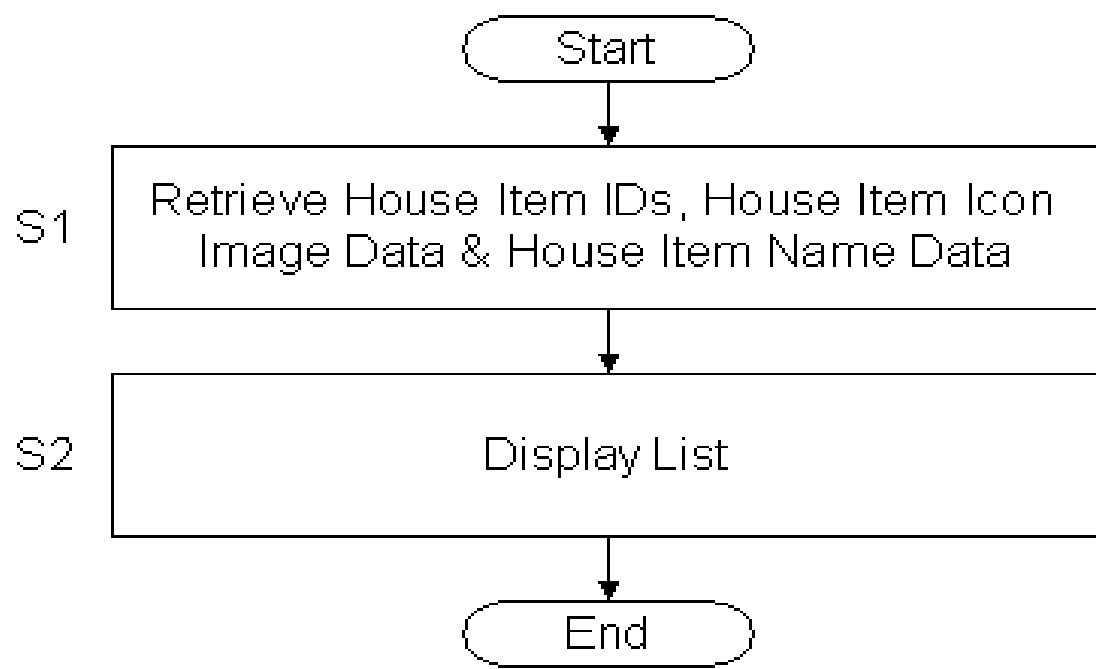 Start
S1
Retrieve House Item IDs, House Item Icon
Image Data & House Item Name Data
S2
Display List
End